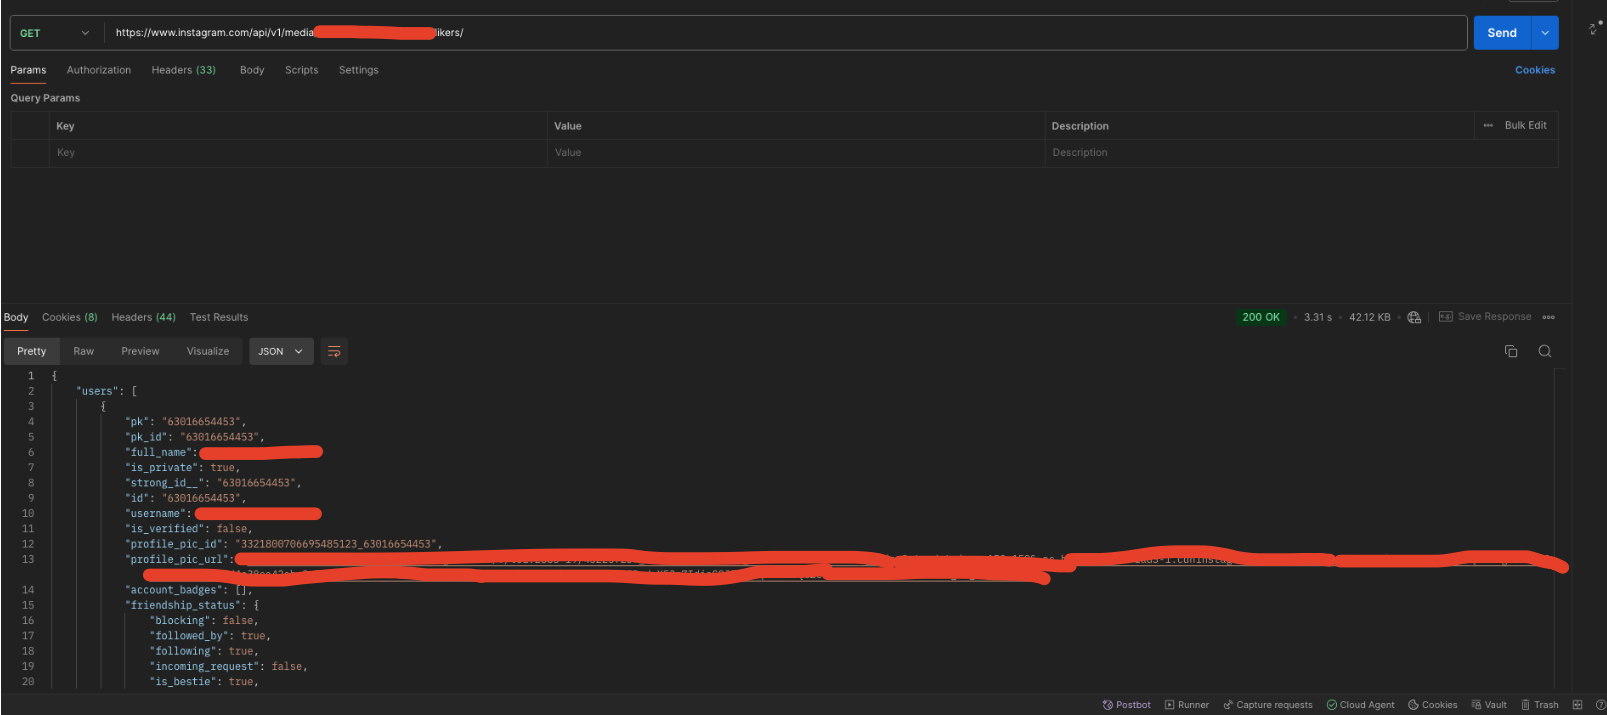 GET https://www.instagram.com/api/v1/media likers/ Send
Params Authorization Headers (33) Body Scripts Settings Cookies
Query Params
Key Value Description Bulk Edit
Key Value Description
Body Cookies (8) Headers (44) Test Results 200 OK 3.31 s 42.12 KB Save Response
Pretty Raw Preview Visualize JSON
1 {
2 "users": [
3 {
4 "pk": "63016654453",
5 "pk_id": "63016654453",
6 "full_name":
7 "is_private": true,
8 "strong_id__": "63016654453",
9 "id": "63016654453",
10 "username":
11 "is_verified": false,
12 "profile_pic_id": "3321800706695485123_63016654453",
13 "profile_pic_url":
14 "account_badges": [],
15 "friendship_status": {
16 "blocking": false,
17 "followed_by": true,
18 "following": true,
19 "incoming_request": false,
20 "is_bestie": true,
Postbot Runner Capture requests Cloud Agent Cookies Vault Trash